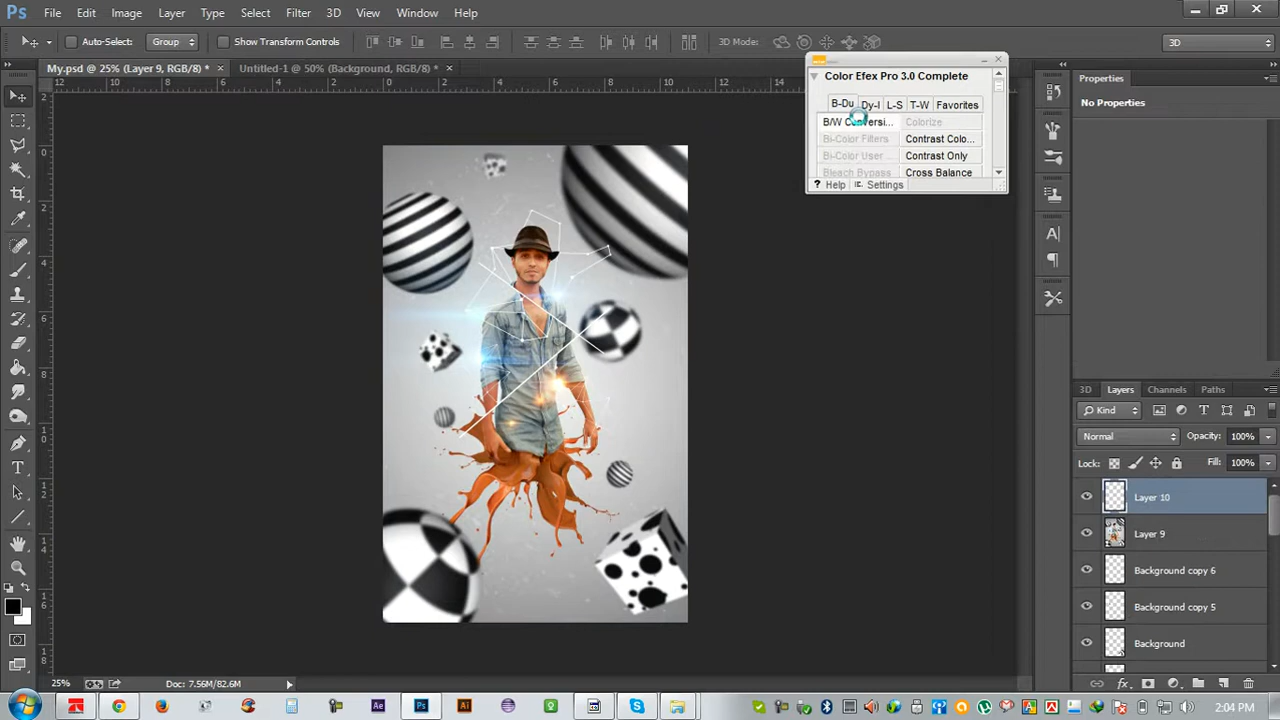 Ps File Edit Image Layer Type Select Filter 3D View Window Help
Auto-Select: Group Show Transform Controls 3D Mode: 3D
My.psd @ 25% (Layer 9, RGB/8) * × Untitled-1 @ 50% (Background, RGB/8) * ×
Color Efex Pro 3.0 Complete
B-Du Dy-I L-S T-W Favorites
B/W Conversi... Colorize
Bi-Color Filters Contrast Colo...
Bi-Color User ... Contrast Only
Bleach Bypass Cross Balance
? Help Settings
Properties
No Properties
3D Layers Channels Paths
Kind
Normal Opacity: 100%
Lock: Fill: 100%
Layer 10
Layer 9
Background copy 6
Background copy 5
Background
25% Doc: 7.56M/82.6M
Ae Ps Ai 2:04 PM